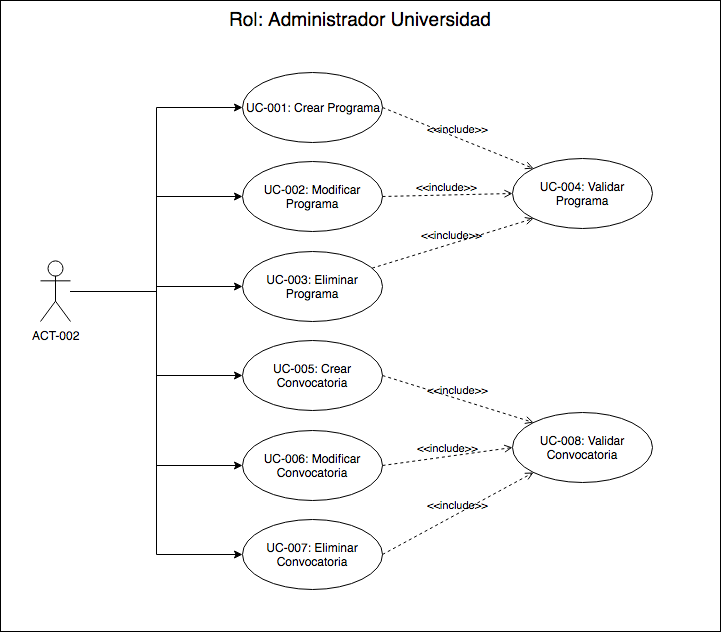 Rol: Administrador Universidad
UC-001: Crear Programa
<<include>>
UC-002: Modificar
Programa
<<include>>
UC-004: Validar
Programa
<<include>>
UC-003: Eliminar
Programa
ACT-002
UC-005: Crear
Convocatoria
<<include>>
UC-006: Modificar
Convocatoria
<<include>>
UC-008: Validar
Convocatoria
<<include>>
UC-007: Eliminar
Convocatoria